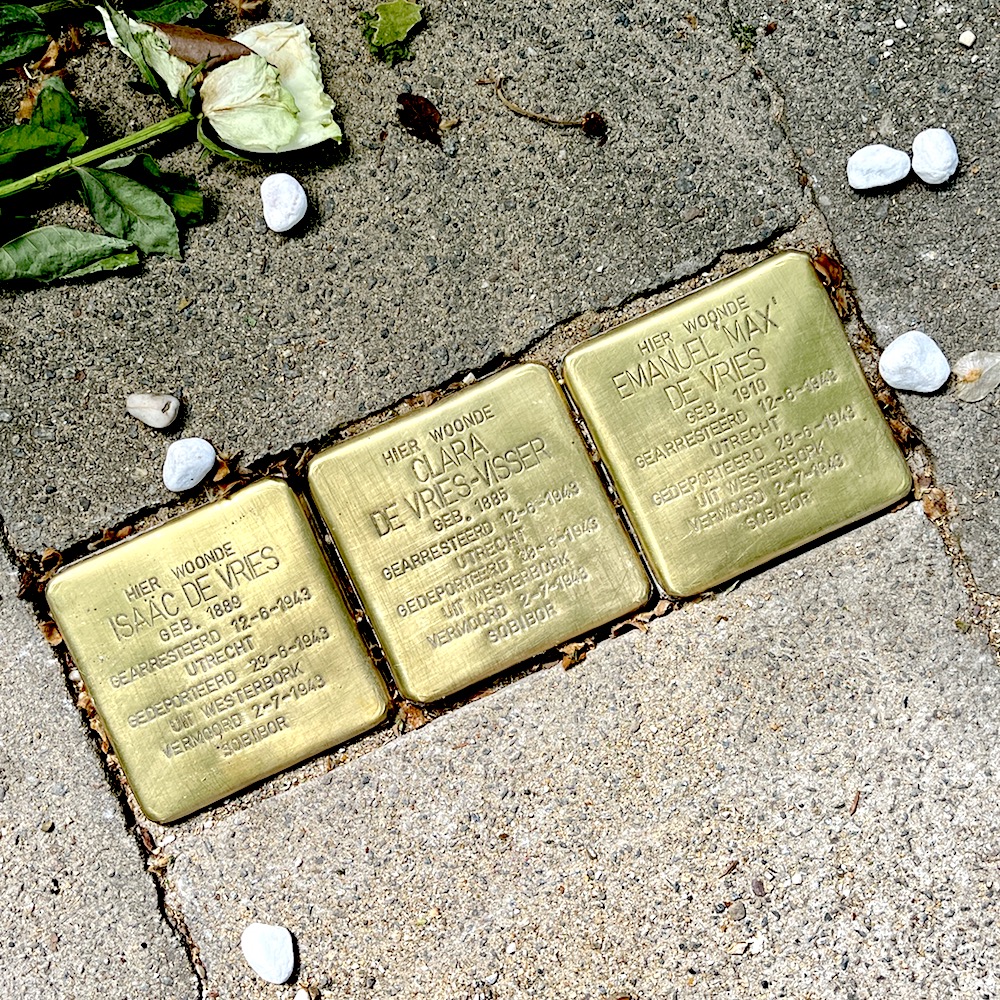 HIER WOONDE
ISAÄC DE VRIES
GEB. 1889
GEARRESTEERD 12-6-1943
UTRECHT
GEDEPORTEERD 29-6-1943
UIT WESTERBORK
VERMOORD 2-7-1943
SOBIBOR
HIER WOONDE
CLARA
DE VRIES-VISSER
GEB. 1885
GEARRESTEERD 12-6-1943
UTRECHT
GEDEPORTEERD 29-6-1943
UIT WESTERBORK
VERMOORD 2-7-1943
SOBIBOR
HIER WOONDE
EMANUEL 'MAX'
DE VRIES
GEB. 1910
GEARRESTEERD 12-6-1943
UTRECHT
GEDEPORTEERD 29-6-1943
UIT WESTERBORK
VERMOORD 2-7-1943
SOBIBOR